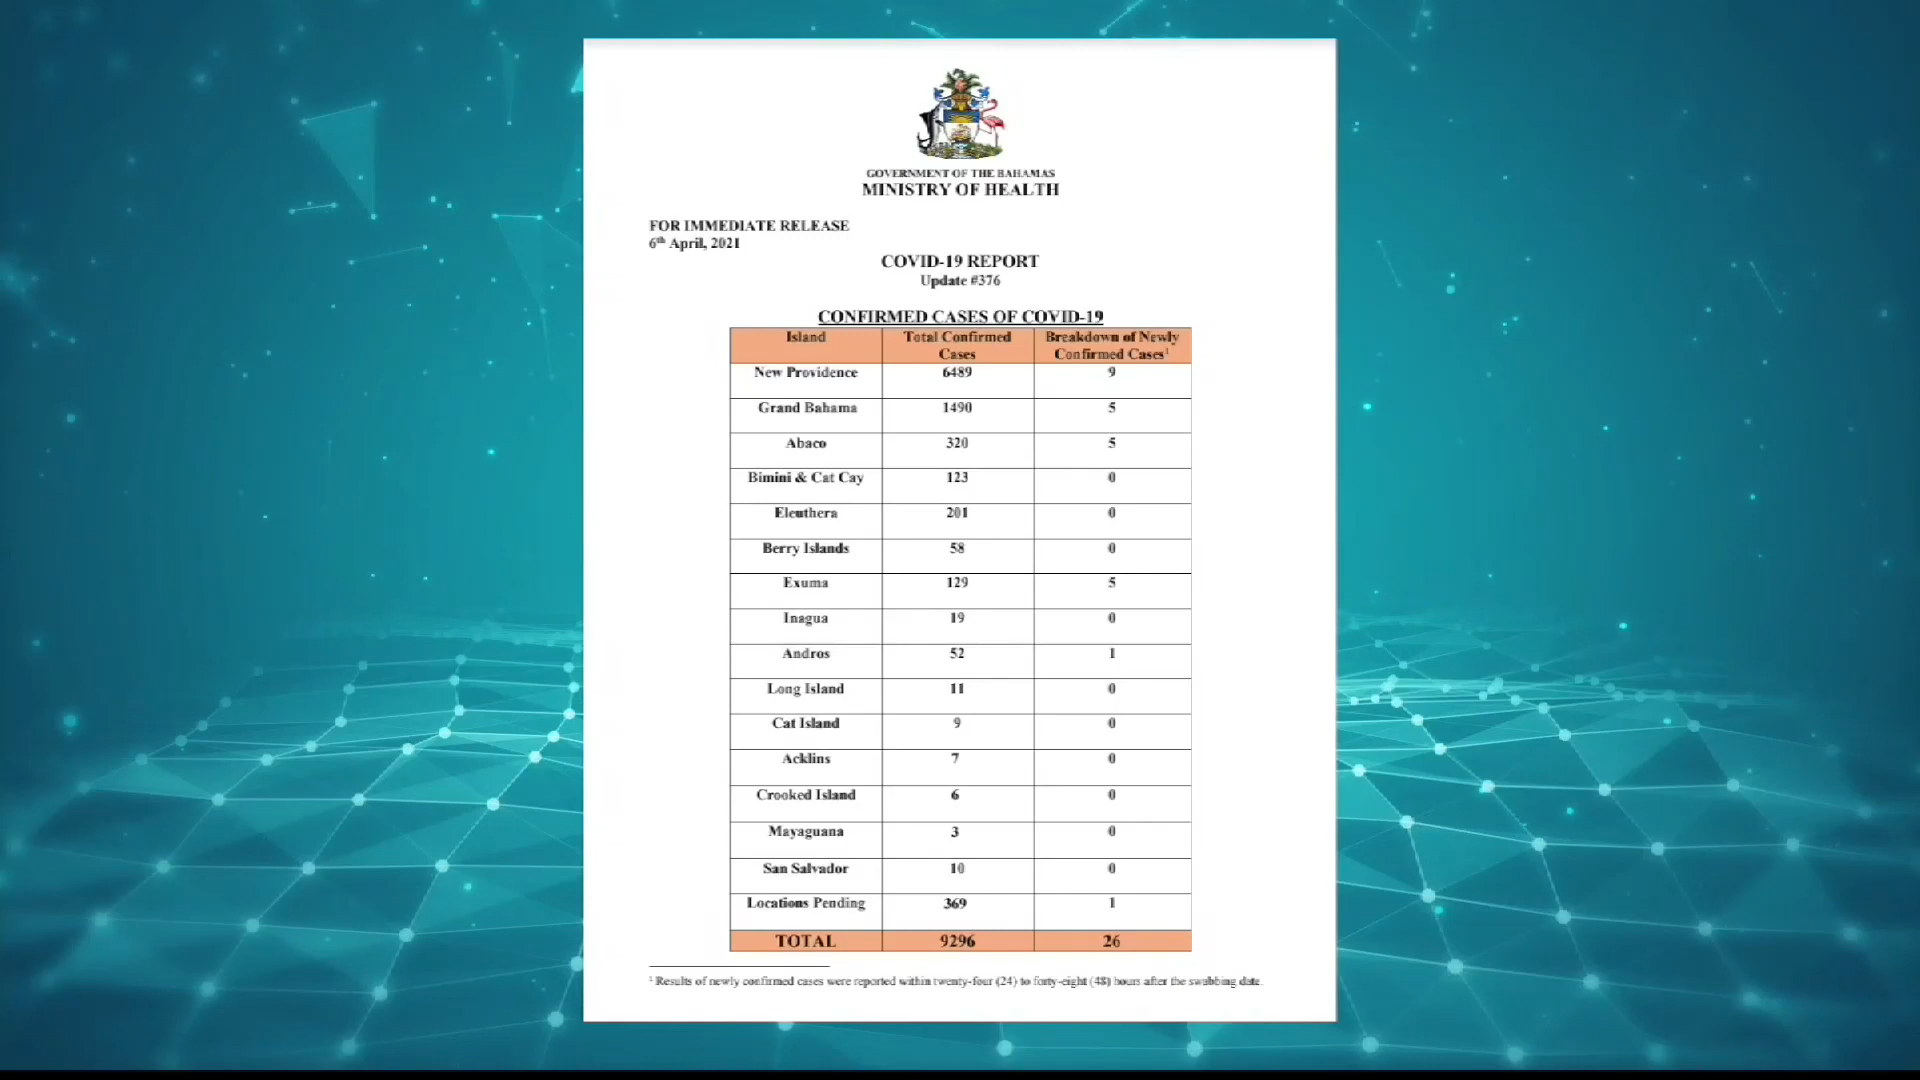 GOVERNMENT OF THE BAHAMAS
MINISTRY OF HEALTH
FOR IMMEDIATE RELEASE
6th April, 2021
COVID-19 REPORT
Update #376
CONFIRMED CASES OF COVID-19
Island Total Confirmed Cases Breakdown of Newly Confirmed Cases1
New Providence 6489 9
Grand Bahama 1490 5
Abaco 320 5
Bimini & Cat Cay 123 0
Eleuthera 201 0
Berry Islands 58 0
Exuma 129 5
Inagua 19 0
Andros 52 1
Long Island 11 0
Cat Island 9 0
Acklins 7 0
Crooked Island 6 0
Mayaguana 3 0
San Salvador 10 0
Locations Pending 369 1
TOTAL 9296 26
1 Results of newly confirmed cases were reported within twenty-four (24) to forty-eight (48) hours after the swabbing date.